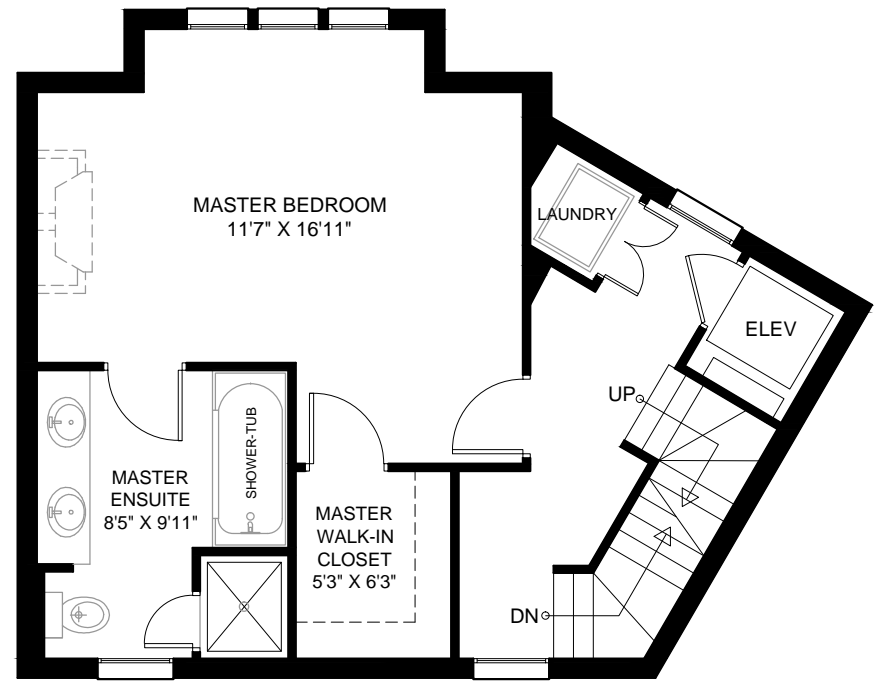 MASTER BEDROOM
11'7" X 16'11"
LAUNDRY
ELEV
UP
SHOWER-TUB
MASTER
ENSUITE
8'5" X 9'11"
MASTER
WALK-IN
CLOSET
5'3" X 6'3"
DN